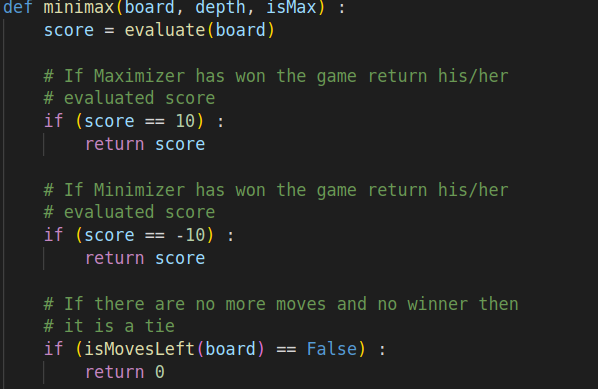 def minimax(board, depth, isMax) :
    score = evaluate(board)

    # If Maximizer has won the game return his/her
    # evaluated score
    if (score == 10) :
        return score

    # If Minimizer has won the game return his/her
    # evaluated score
    if (score == -10) :
        return score

    # If there are no more moves and no winner then
    # it is a tie
    if (isMovesLeft(board) == False) :
        return 0